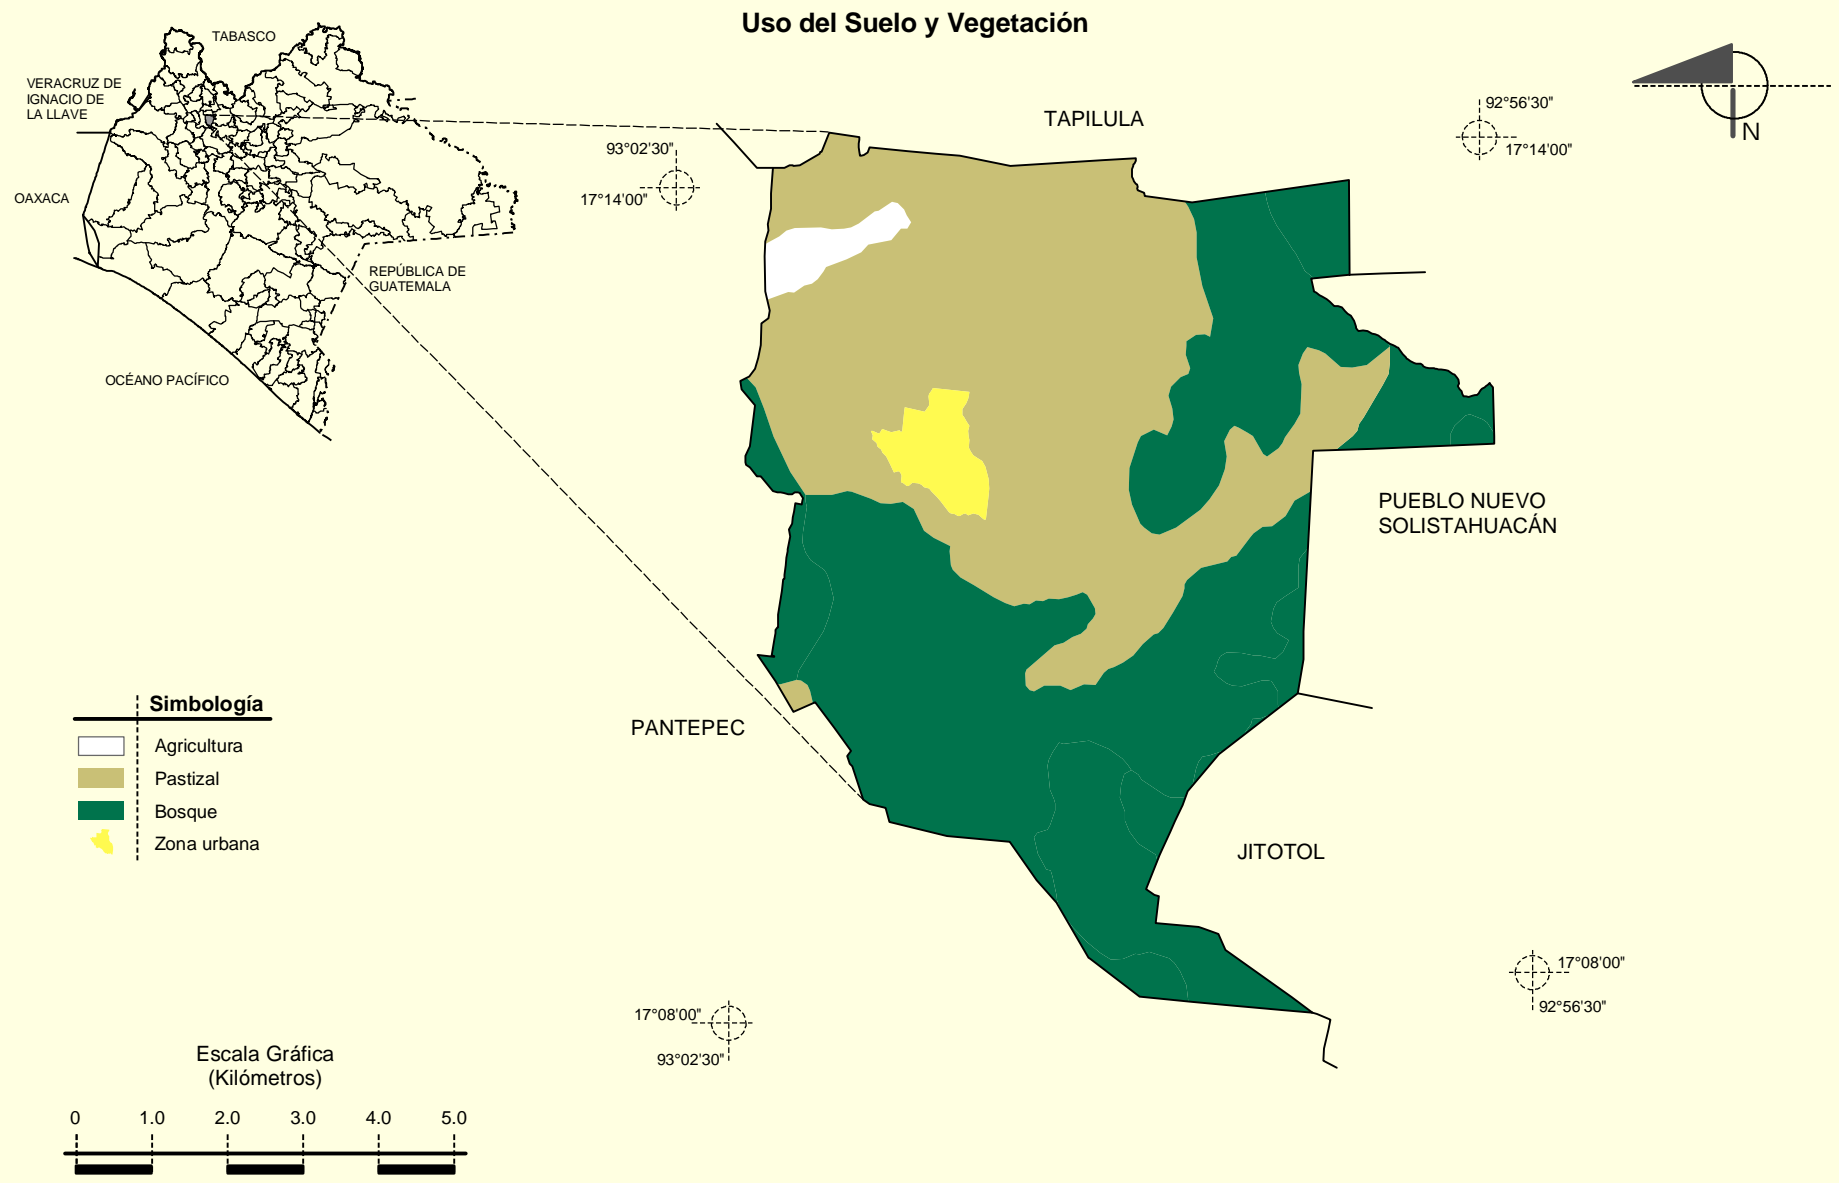 Uso del Suelo y Vegetación
TABASCO
VERACRUZ DE
IGNACIO DE
LA LLAVE
OAXACA
REPÚBLICA DE
GUATEMALA
OCÉANO PACÍFICO
TAPILULA
93°02'30"
17°14'00"
92°56'30"
17°14'00"
N
PUEBLO NUEVO
SOLISTAHUACÁN
PANTEPEC
JITOTOL
Simbología
Agricultura
Pastizal
Bosque
Zona urbana
17°08'00"
93°02'30"
17°08'00"
92°56'30"
Escala Gráfica
(Kilómetros)
0 1.0 2.0 3.0 4.0 5.0